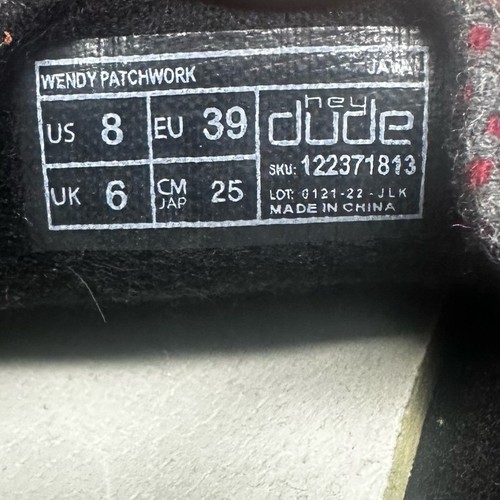 WENDY PATCHWORK
US 8 EU 39
UK 6 CM JAP 25
hey
dude
SKU: 122371813
LOT: 0121-22-JLK
MADE IN CHINA